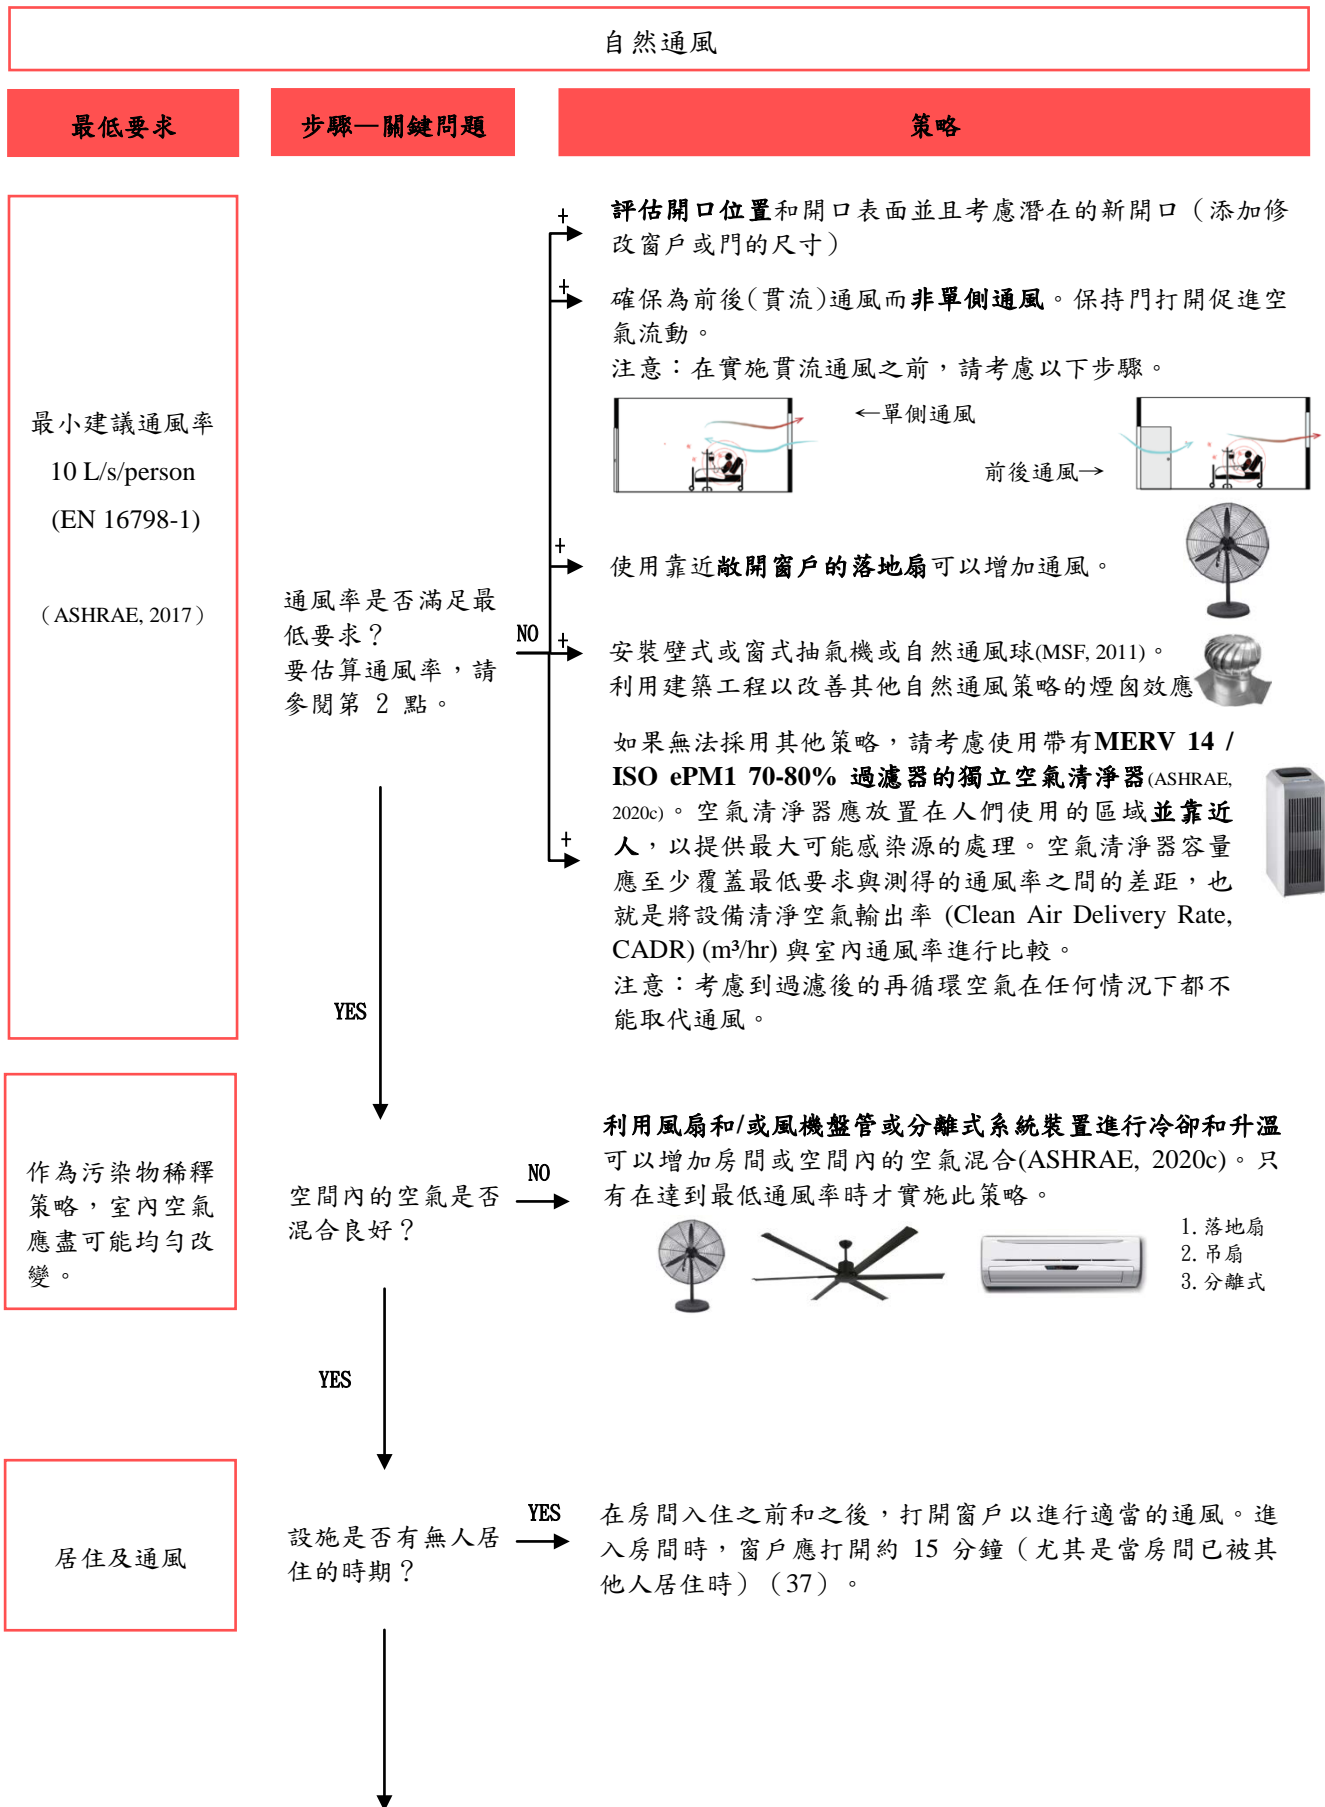 自然通風
最低要求
步驟—關鍵問題
策略
最小建議通風率
10 L/s/person
(EN 16798-1)
（ASHRAE, 2017）
通風率是否滿足最
低要求？
要估算通風率，請
參閱第 2 點。
NO
+
評估開口位置和開口表面並且考慮潛在的新開口（添加修
改窗戶或門的尺寸）
+
確保為前後(貫流)通風而非單側通風。保持門打開促進空
氣流動。
注意：在實施貫流通風之前，請考慮以下步驟。
←單側通風
前後通風→
+
使用靠近敞開窗戶的落地扇可以增加通風。
+
安裝壁式或窗式抽氣機或自然通風球(MSF, 2011)。
利用建築工程以改善其他自然通風策略的煙囪效應
+
如果無法採用其他策略，請考慮使用帶有MERV 14 /
ISO ePM1 70-80% 過濾器的獨立空氣清淨器(ASHRAE,
2020c)。空氣清淨器應放置在人們使用的區域並靠近
人，以提供最大可能感染源的處理。空氣清淨器容量
應至少覆蓋最低要求與測得的通風率之間的差距，也
就是將設備清淨空氣輸出率 (Clean Air Delivery Rate,
CADR) (m³/hr) 與室內通風率進行比較。
注意：考慮到過濾後的再循環空氣在任何情況下都不
能取代通風。
YES
作為污染物稀釋
策略，室內空氣
應盡可能均勻改
變。
空間內的空氣是否
混合良好？
NO
利用風扇和/或風機盤管或分離式系統裝置進行冷卻和升溫
可以增加房間或空間內的空氣混合(ASHRAE, 2020c)。只
有在達到最低通風率時才實施此策略。
1. 落地扇
2. 吊扇
3. 分離式
YES
居住及通風
設施是否有無人居
住的時期？
YES
在房間入住之前和之後，打開窗戶以進行適當的通風。進
入房間時，窗戶應打開約 15 分鐘（尤其是當房間已被其
他人居住時）（37）。